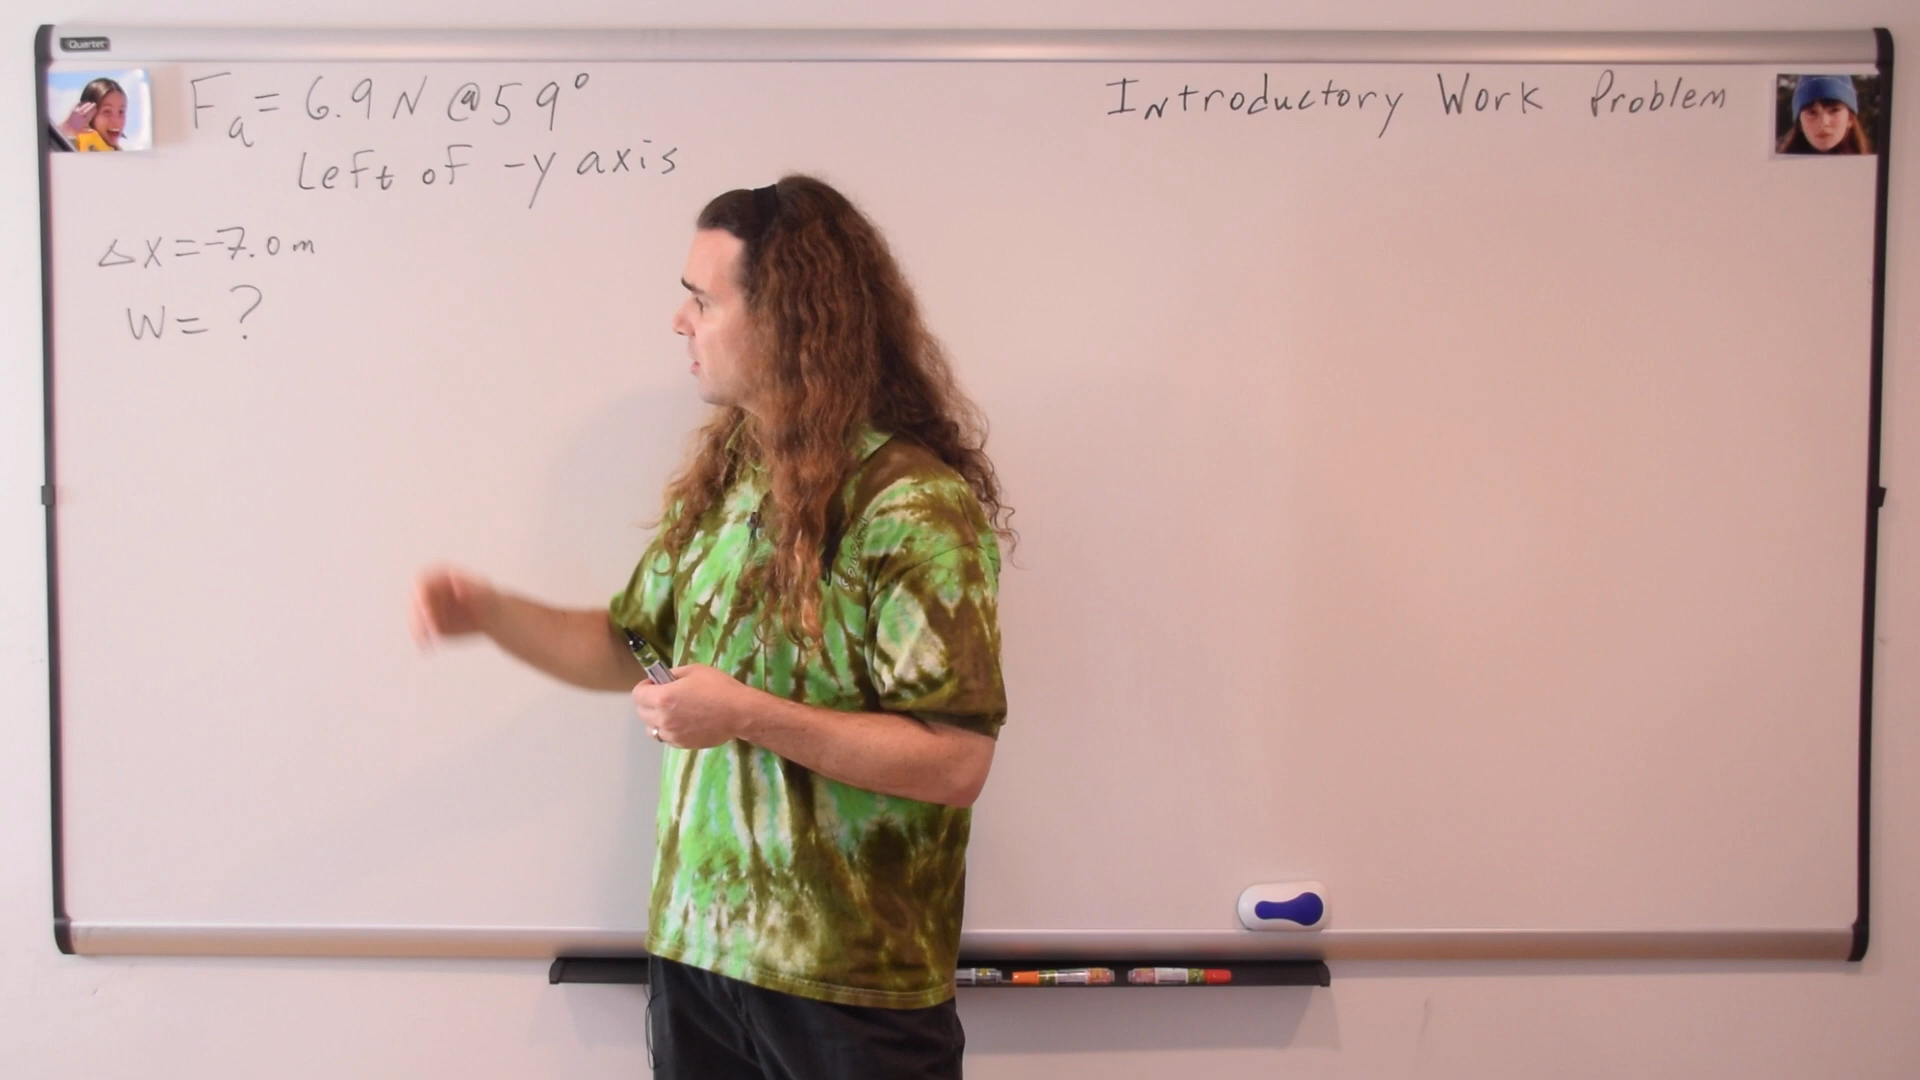 Quartet
Fa = 6.9 N @ 59°
Left of -y axis
Introductory Work Problem
Δx = -7.0 m
W = ?